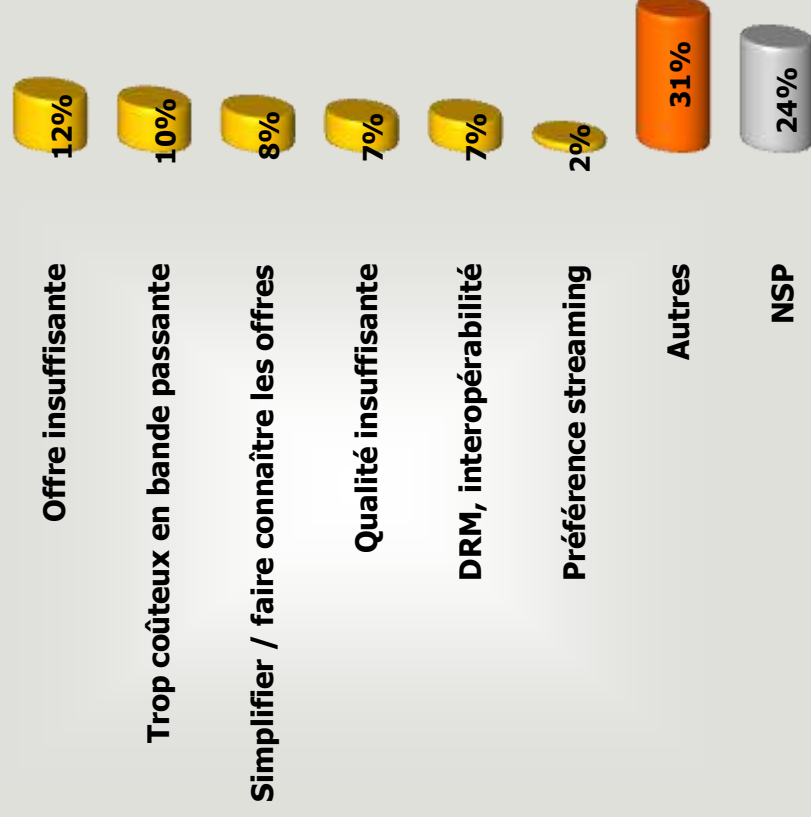 12%
10%
8%
7%
7%
2%
31%
24%
Offre insuffisante
Trop coûteux en bande passante
Simplifier / faire connaître les offres
Qualité insuffisante
DRM, interopérabilité
Préférence streaming
Autres
NSP